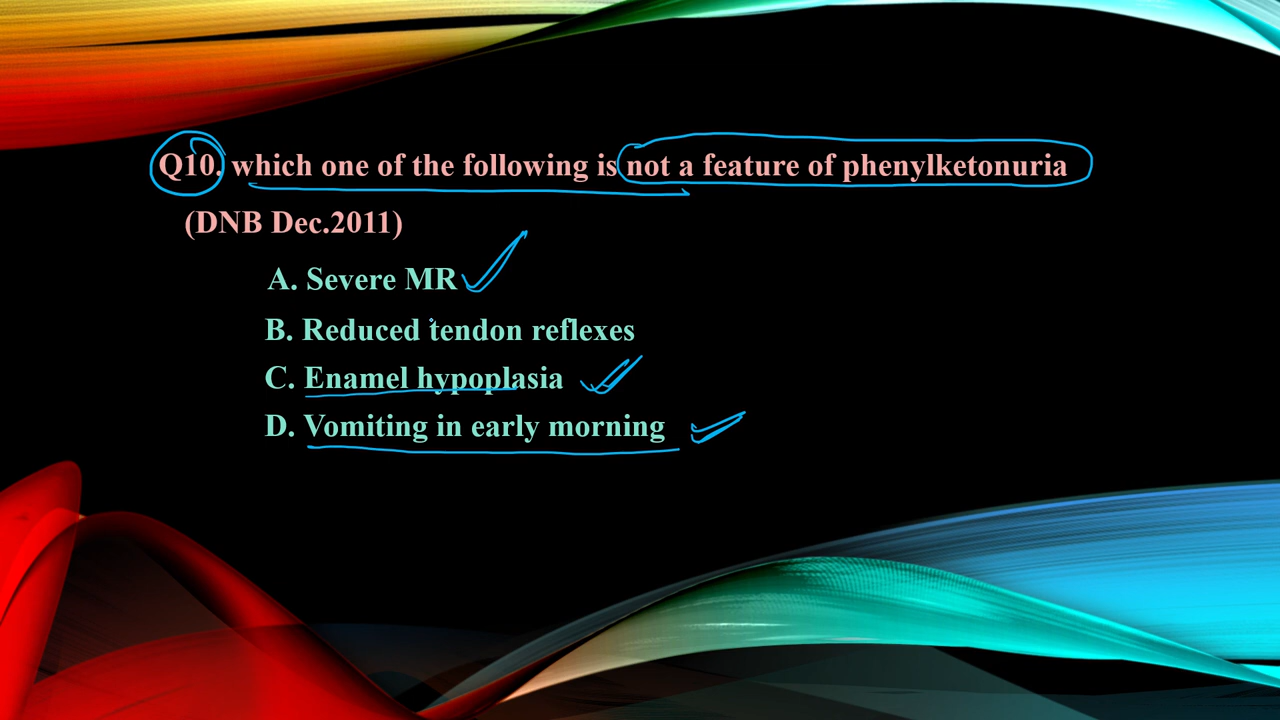 Q10. which one of the following is not a feature of phenylketonuria
(DNB Dec.2011)
A. Severe MR
B. Reduced tendon reflexes
C. Enamel hypoplasia
D. Vomiting in early morning